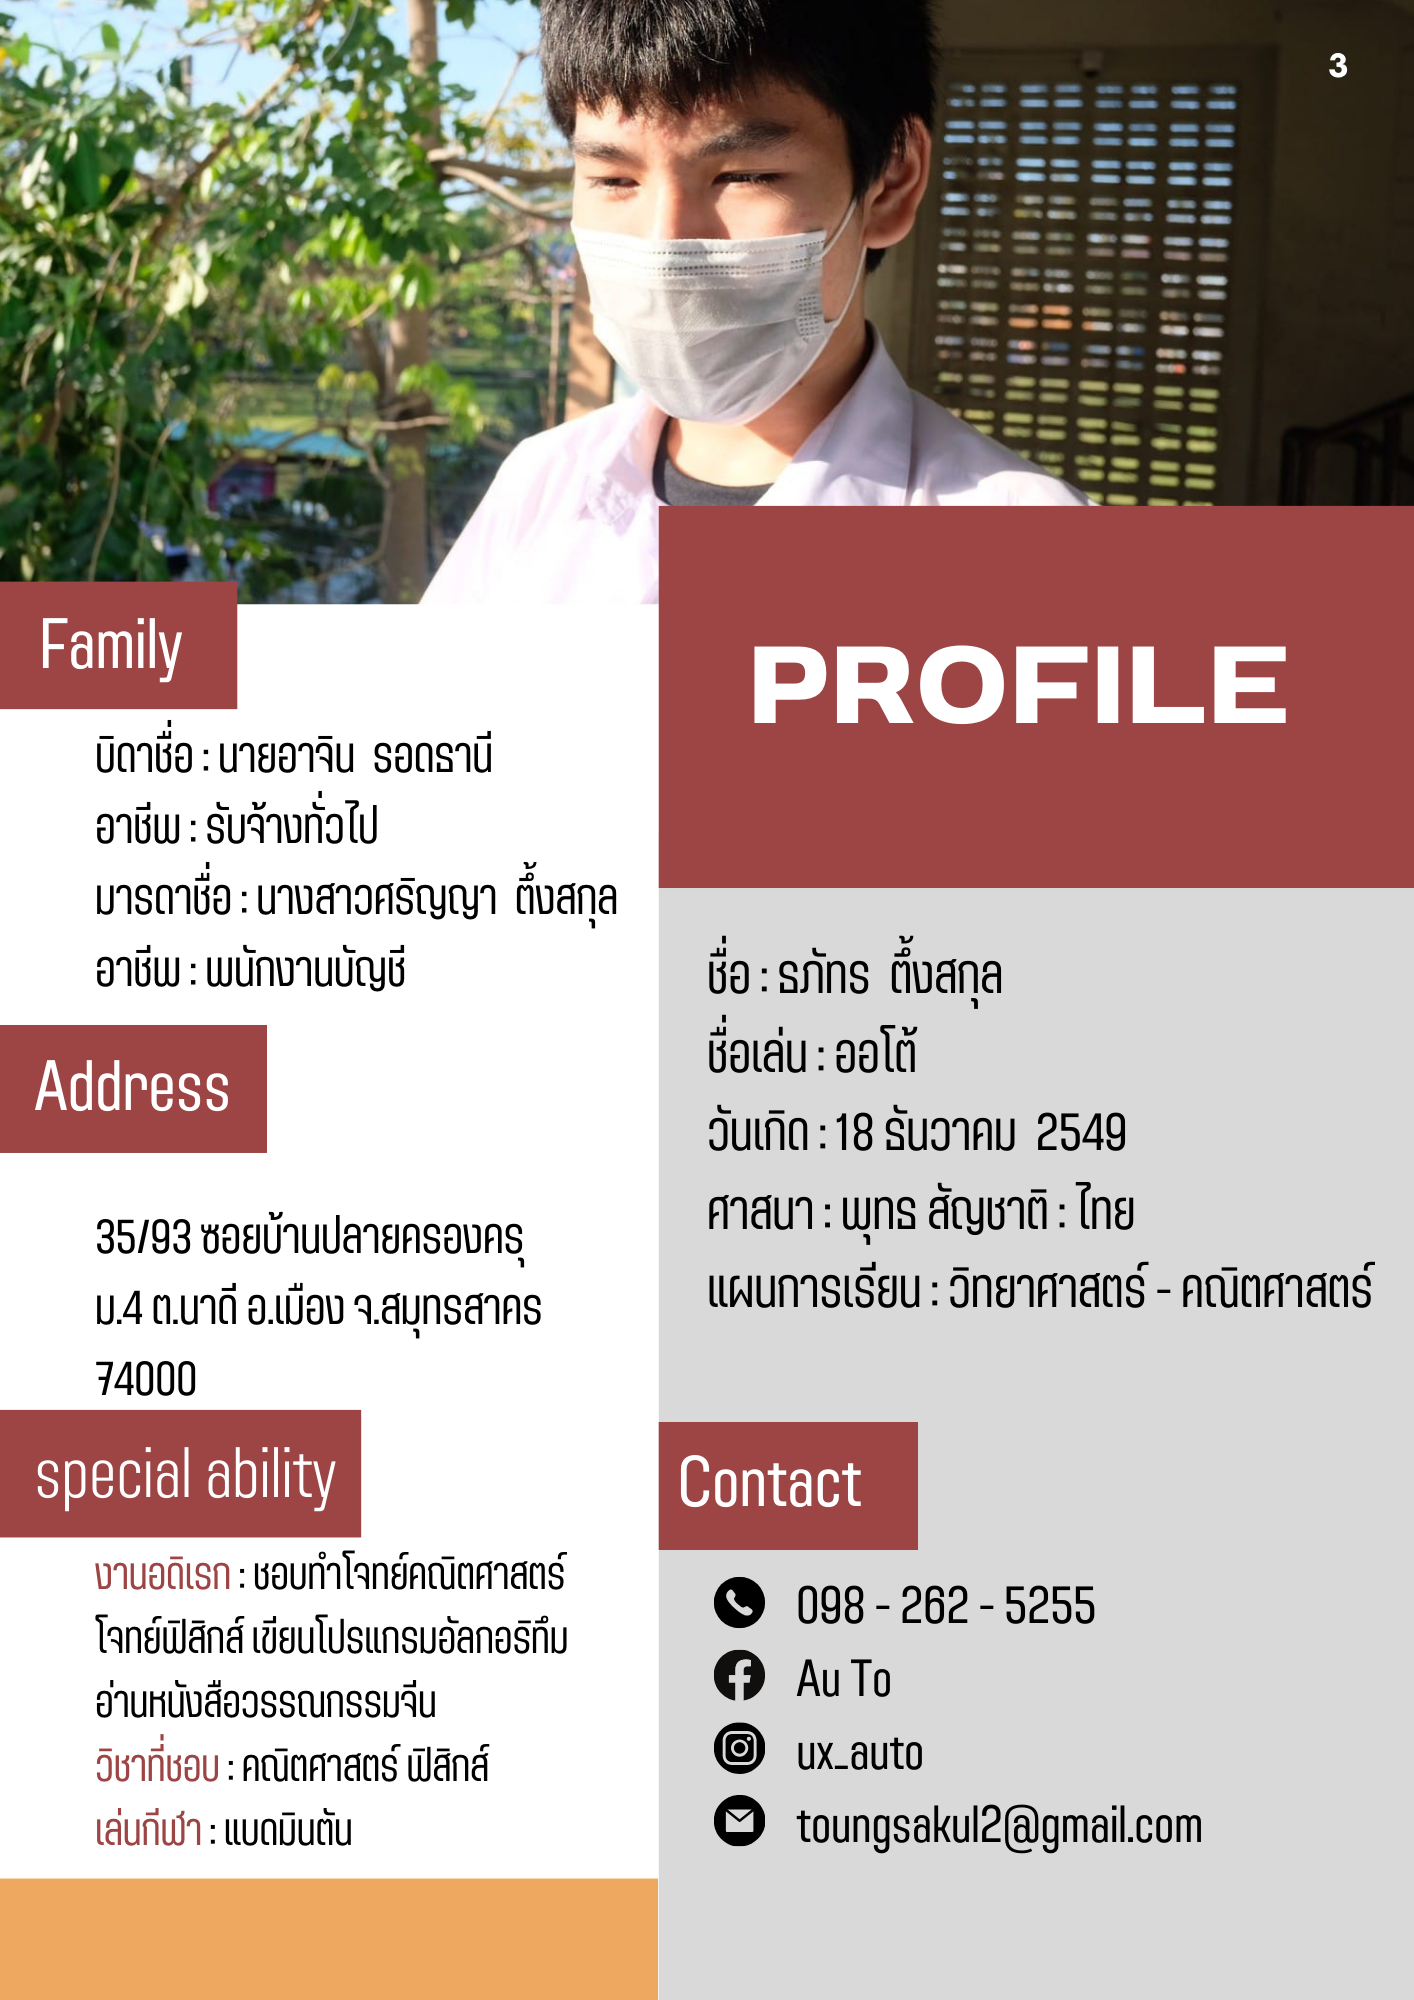 3
PROFILE
Family
บิดาชื่อ : นายอาจิน รอดธานี
อาชีพ : รับจ้างทั่วไป
มารดาชื่อ : นางสาวศริญญา ตึ้งสกุล
อาชีพ : พนักงานบัญชี
Address
35/93 ซอยบ้านปลายครองครุ
ม.4 ต.นาดี อ.เมือง จ.สมุทรสาคร
74000
special ability
งานอดิเรก : ชอบทำโจทย์คณิตศาสตร์
โจทย์ฟิสิกส์ เขียนโปรแกรมอัลกอริทึม
อ่านหนังสือวรรณกรรมจีน
วิชาที่ชอบ : คณิตศาสตร์ ฟิสิกส์
เล่นกีฬา : แบดมินตัน
ชื่อ : ธภัทร ตึ้งสกุล
ชื่อเล่น : ออโต้
วันเกิด : 18 ธันวาคม 2549
ศาสนา : พุทธ สัญชาติ : ไทย
แผนการเรียน : วิทยาศาสตร์ - คณิตศาสตร์
Contact
098 - 262 - 5255
Au To
ux_auto
toungsakul2@gmail.com